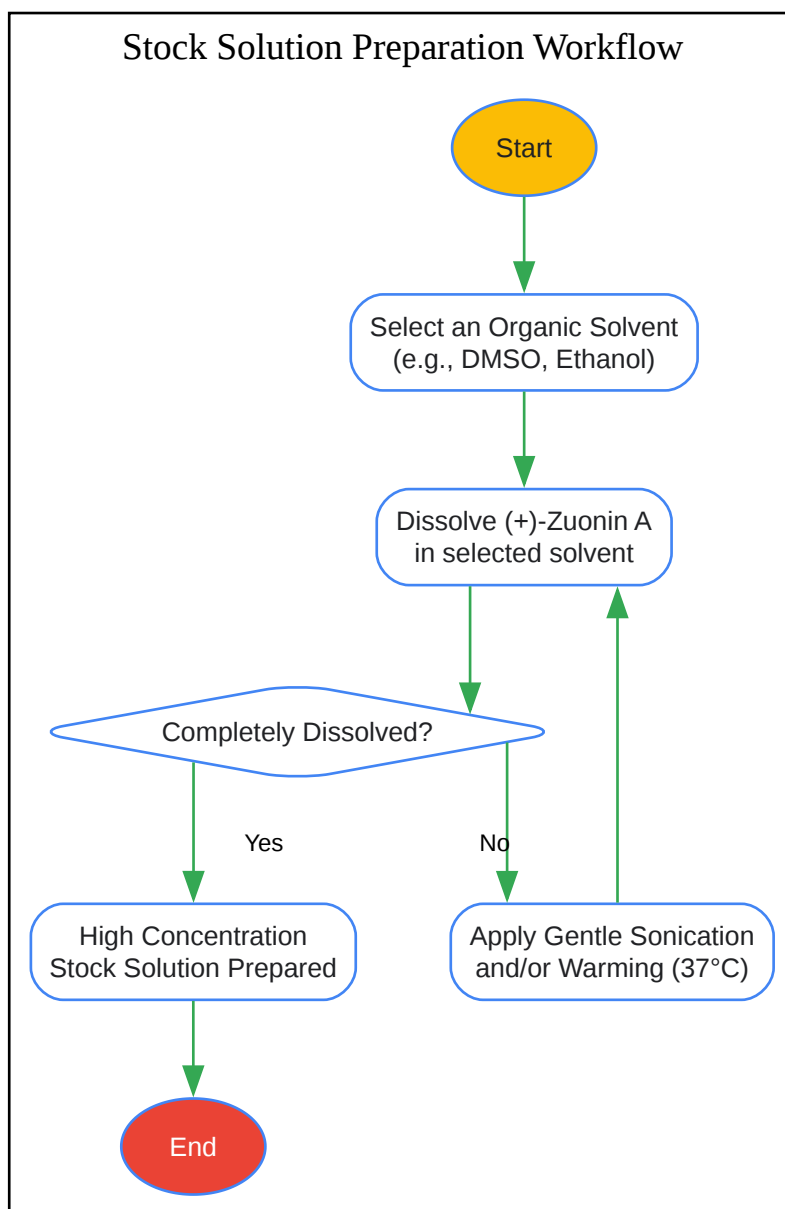 Stock Solution Preparation Workflow
Start
Select an Organic Solvent
(e.g., DMSO, Ethanol)
Dissolve (+)-Zuonin A
in selected solvent
Completely Dissolved?
Yes
No
High Concentration
Stock Solution Prepared
Apply Gentle Sonication
and/or Warming (37°C)
End